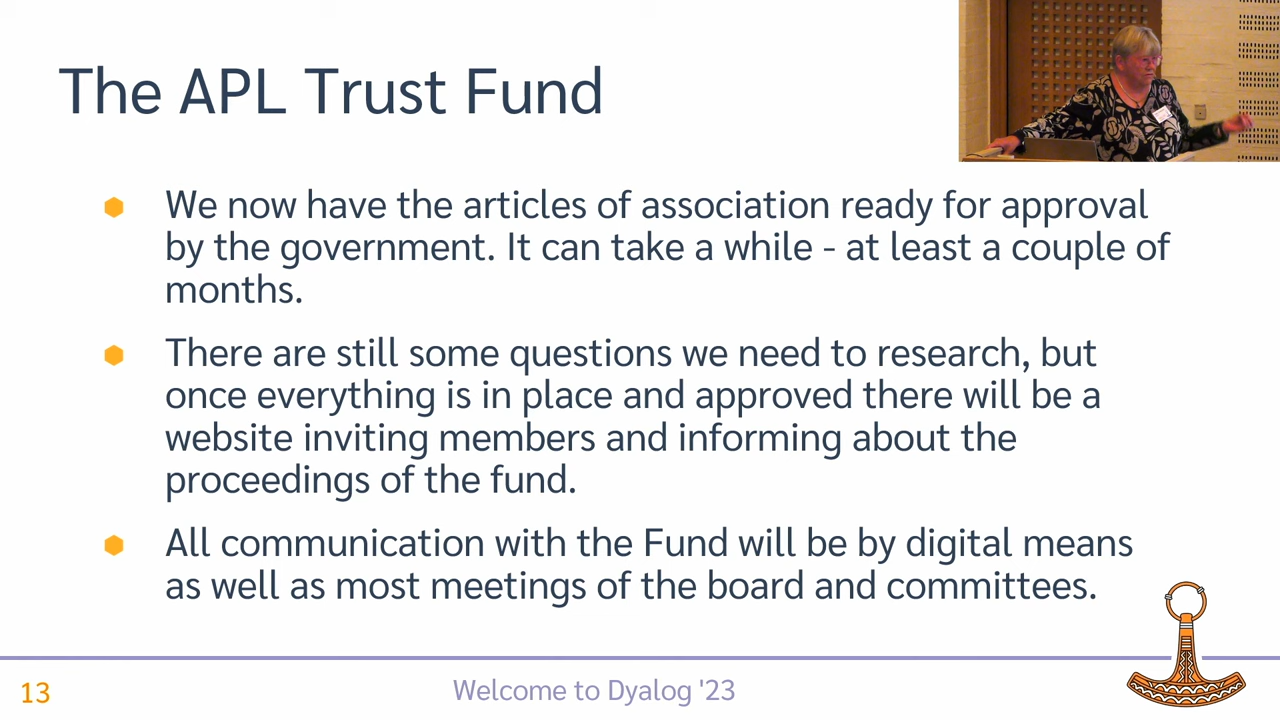 The APL Trust Fund
We now have the articles of association ready for approval
by the government. It can take a while - at least a couple of
months.
There are still some questions we need to research, but
once everything is in place and approved there will be a
website inviting members and informing about the
proceedings of the fund.
All communication with the Fund will be by digital means
as well as most meetings of the board and committees.
13
Welcome to Dyalog '23